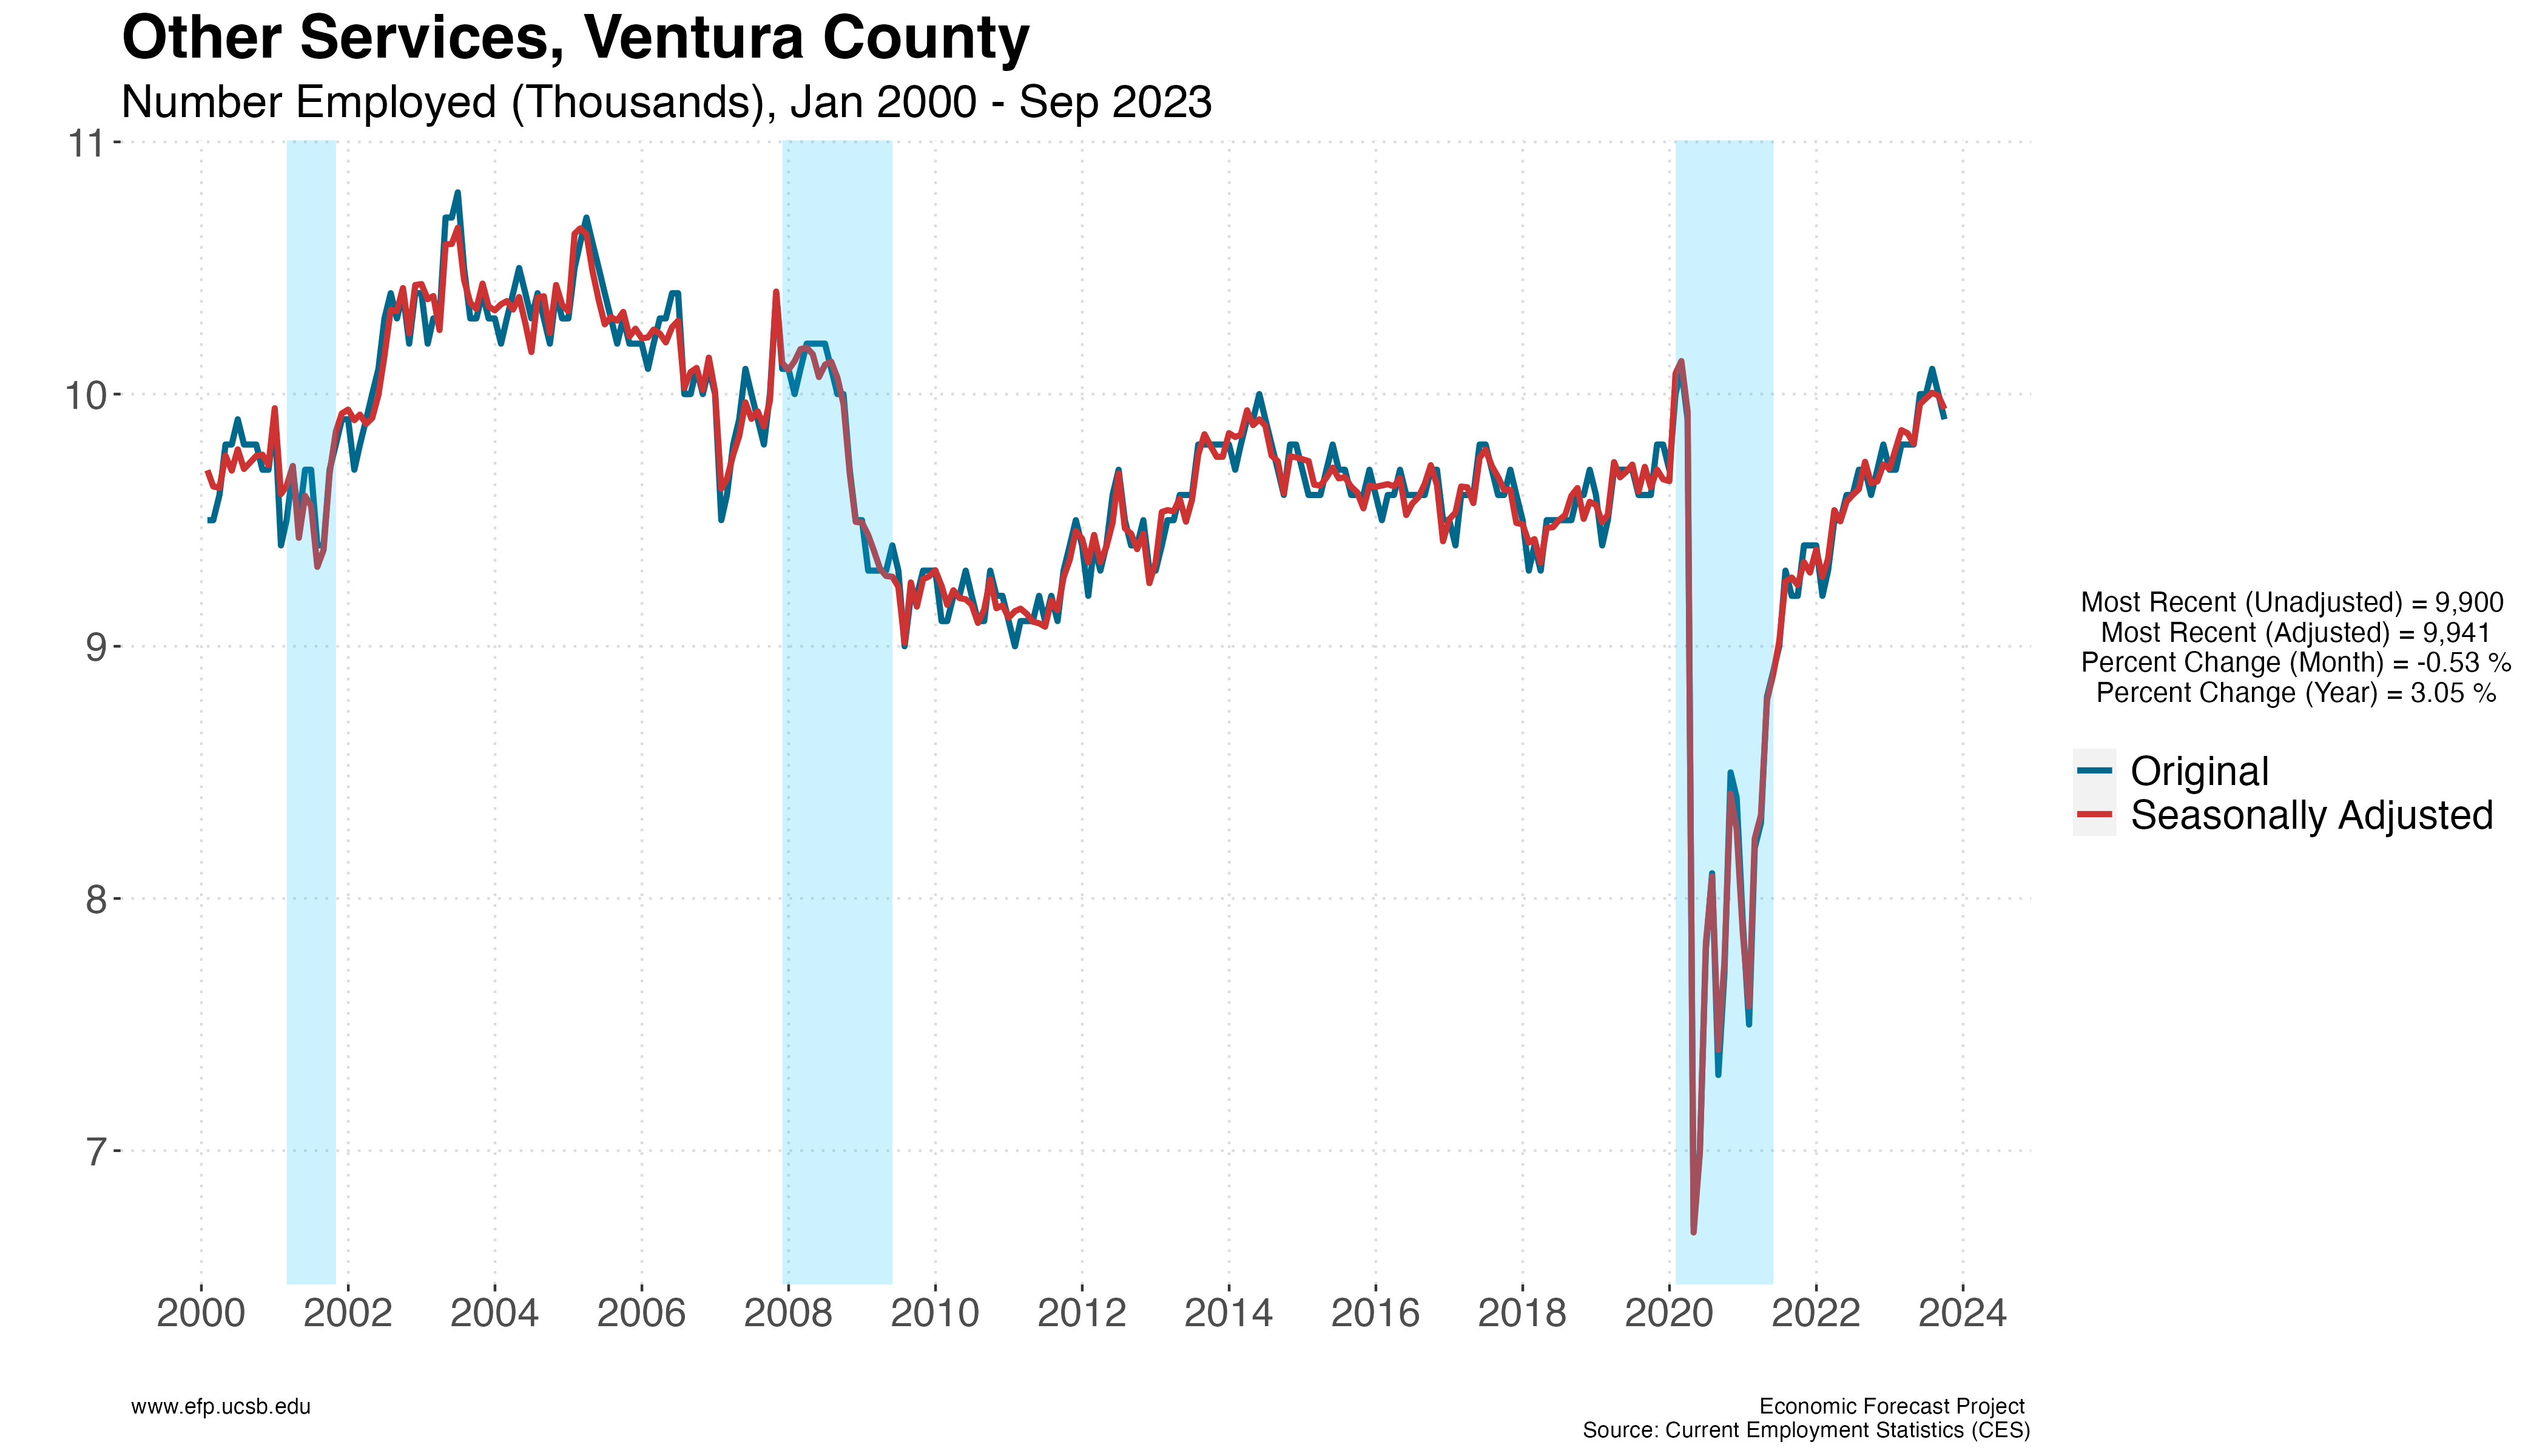 Other Services, Ventura County
Number Employed (Thousands), Jan 2000 - Sep 2023
11
10
9
8
7
2000 2002 2004 2006 2008 2010 2012 2014 2016 2018 2020 2022 2024
Most Recent (Unadjusted) = 9,900
Most Recent (Adjusted) = 9,941
Percent Change (Month) = -0.53 %
Percent Change (Year) = 3.05 %
Original
Seasonally Adjusted
www.efp.ucsb.edu
Economic Forecast Project
Source: Current Employment Statistics (CES)